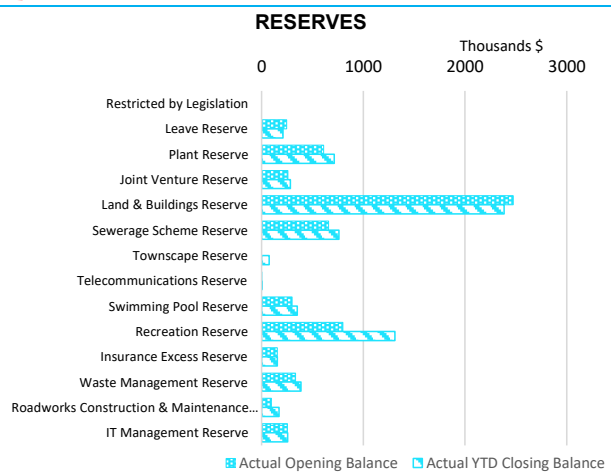 RESERVES
Thousands $
0 1000 2000 3000
Restricted by Legislation
Leave Reserve
Plant Reserve
Joint Venture Reserve
Land & Buildings Reserve
Sewerage Scheme Reserve
Townscape Reserve
Telecommunications Reserve
Swimming Pool Reserve
Recreation Reserve
Insurance Excess Reserve
Waste Management Reserve
Roadworks Construction & Maintenance…
IT Management Reserve
Actual Opening Balance Actual YTD Closing Balance